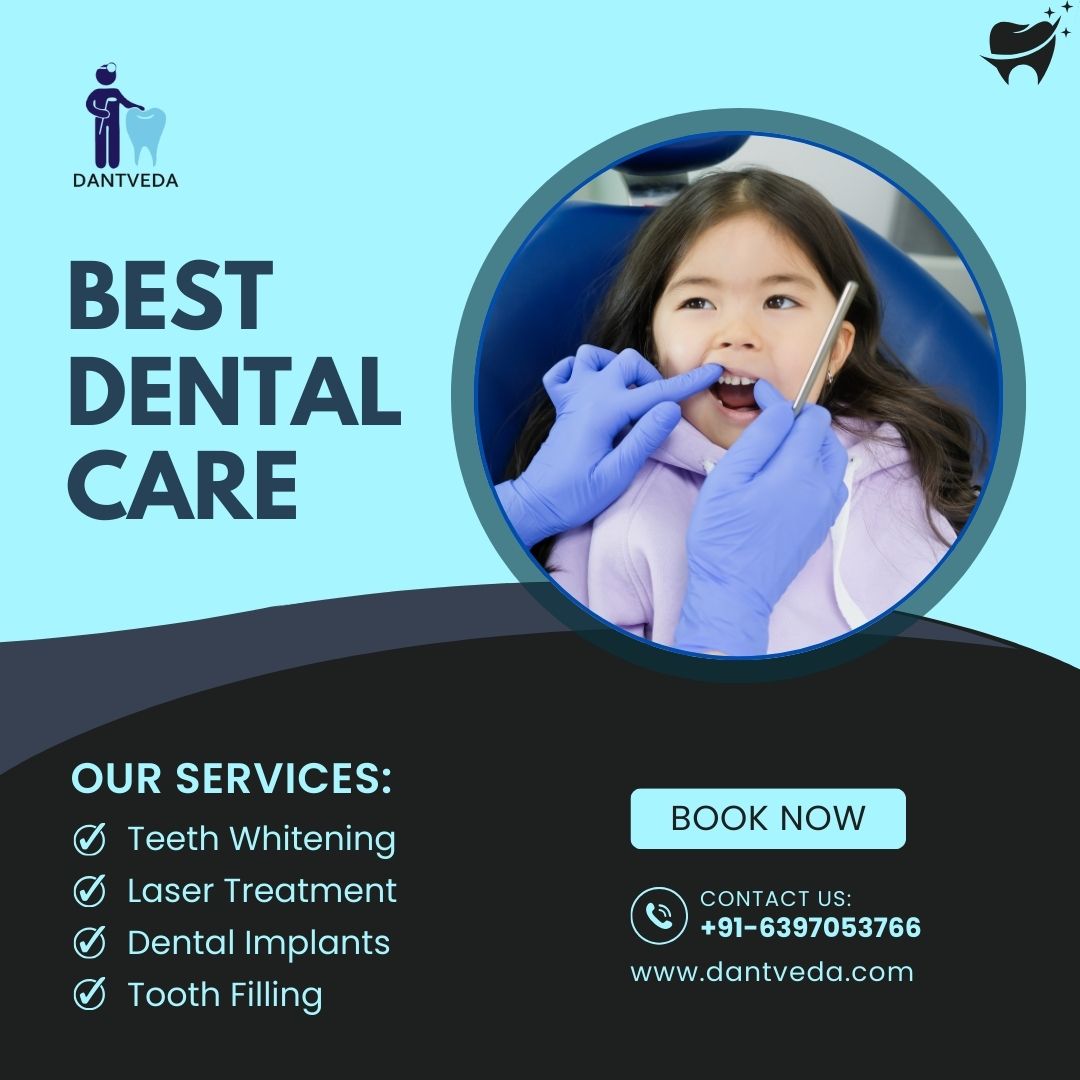 DANTVEDA
BEST
DENTAL
CARE
OUR SERVICES:
Teeth Whitening
Laser Treatment
Dental Implants
Tooth Filling
BOOK NOW
CONTACT US:
+91-6397053766
www.dantveda.com